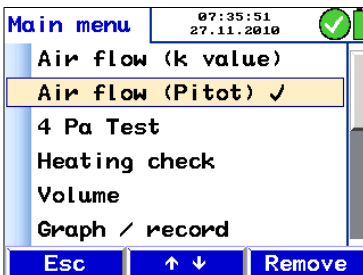 Main menu
07:35:51
27.11.2010
Air flow (k value)
Air flow (Pitot) ✓
4 Pa Test
Heating check
Volume
Graph / record
Esc ↑ ↓ Remove